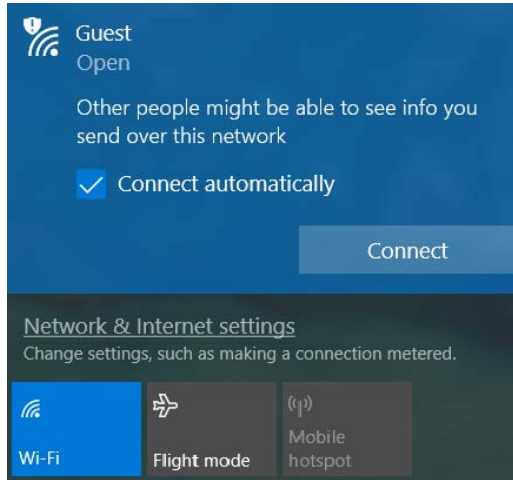 Guest
Open
Other people might be able to see info you
send over this network
Connect automatically
Connect
Network & Internet settings
Change settings, such as making a connection metered.
Wi-Fi
Flight mode
Mobile
hotspot